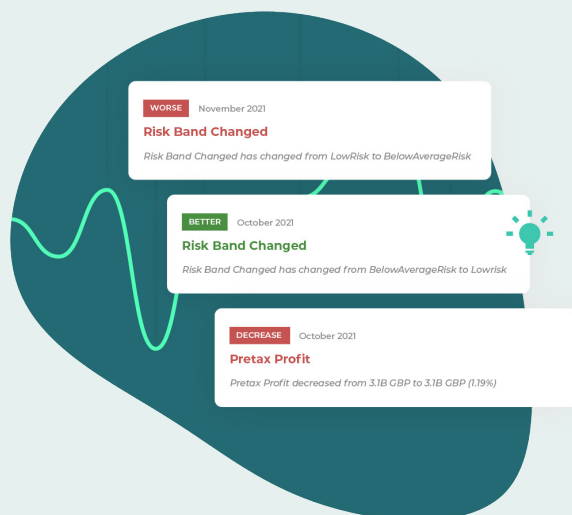 WORSE November 2021
Risk Band Changed
Risk Band Changed has changed from LowRisk to BelowAverageRisk
BETTER October 2021
Risk Band Changed
Risk Band Changed has changed from BelowAverageRisk to Lowrisk
DECREASE October 2021
Pretax Profit
Pretax Profit decreased from 3.1B GBP to 3.1B GBP (1.19%)